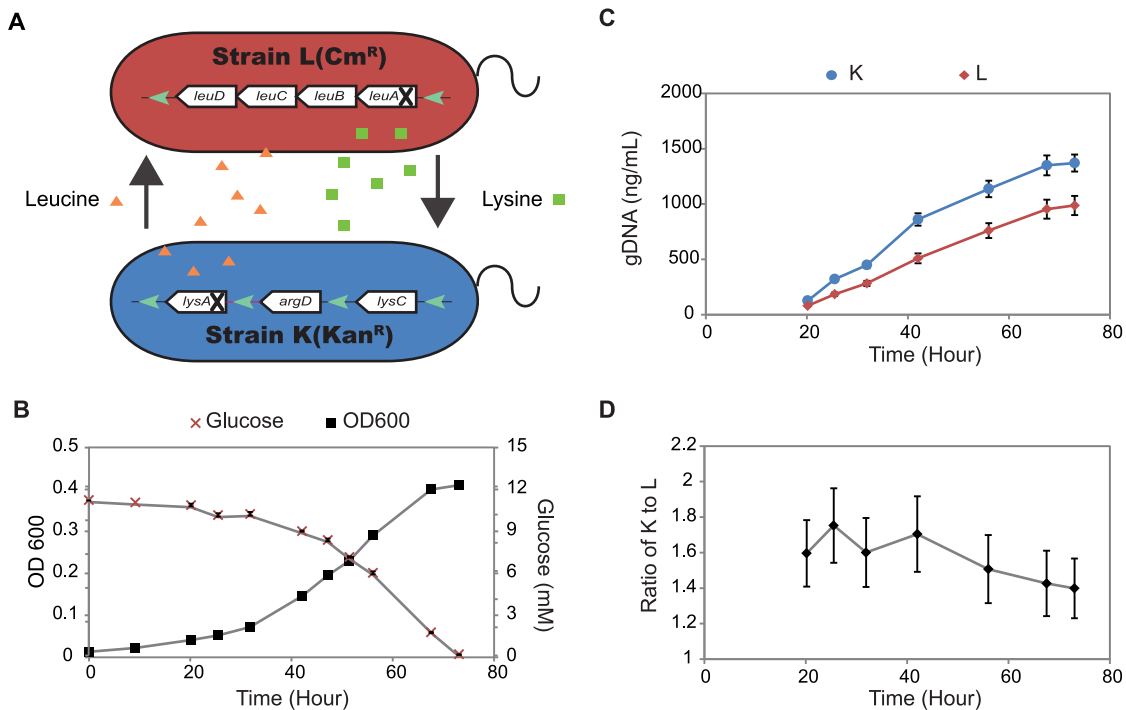 A
Strain L(Cm^R)
leuD leuC leuB leuA X
Leucine
Lysine
lysA X argD lysC
Strain K(Kan^R)
B
Glucose OD600
0.5
0.4
0.3
0.2
0.1
0
OD 600
15
12
9
6
3
0
Glucose (mM)
0 20 40 60 80
Time (Hour)
C
K L
2000
1500
1000
500
0
gDNA (ng/mL)
0 20 40 60 80
Time (Hour)
D
2.2
2
1.8
1.6
1.4
1.2
1
Ratio of K to L
0 20 40 60 80
Time (Hour)